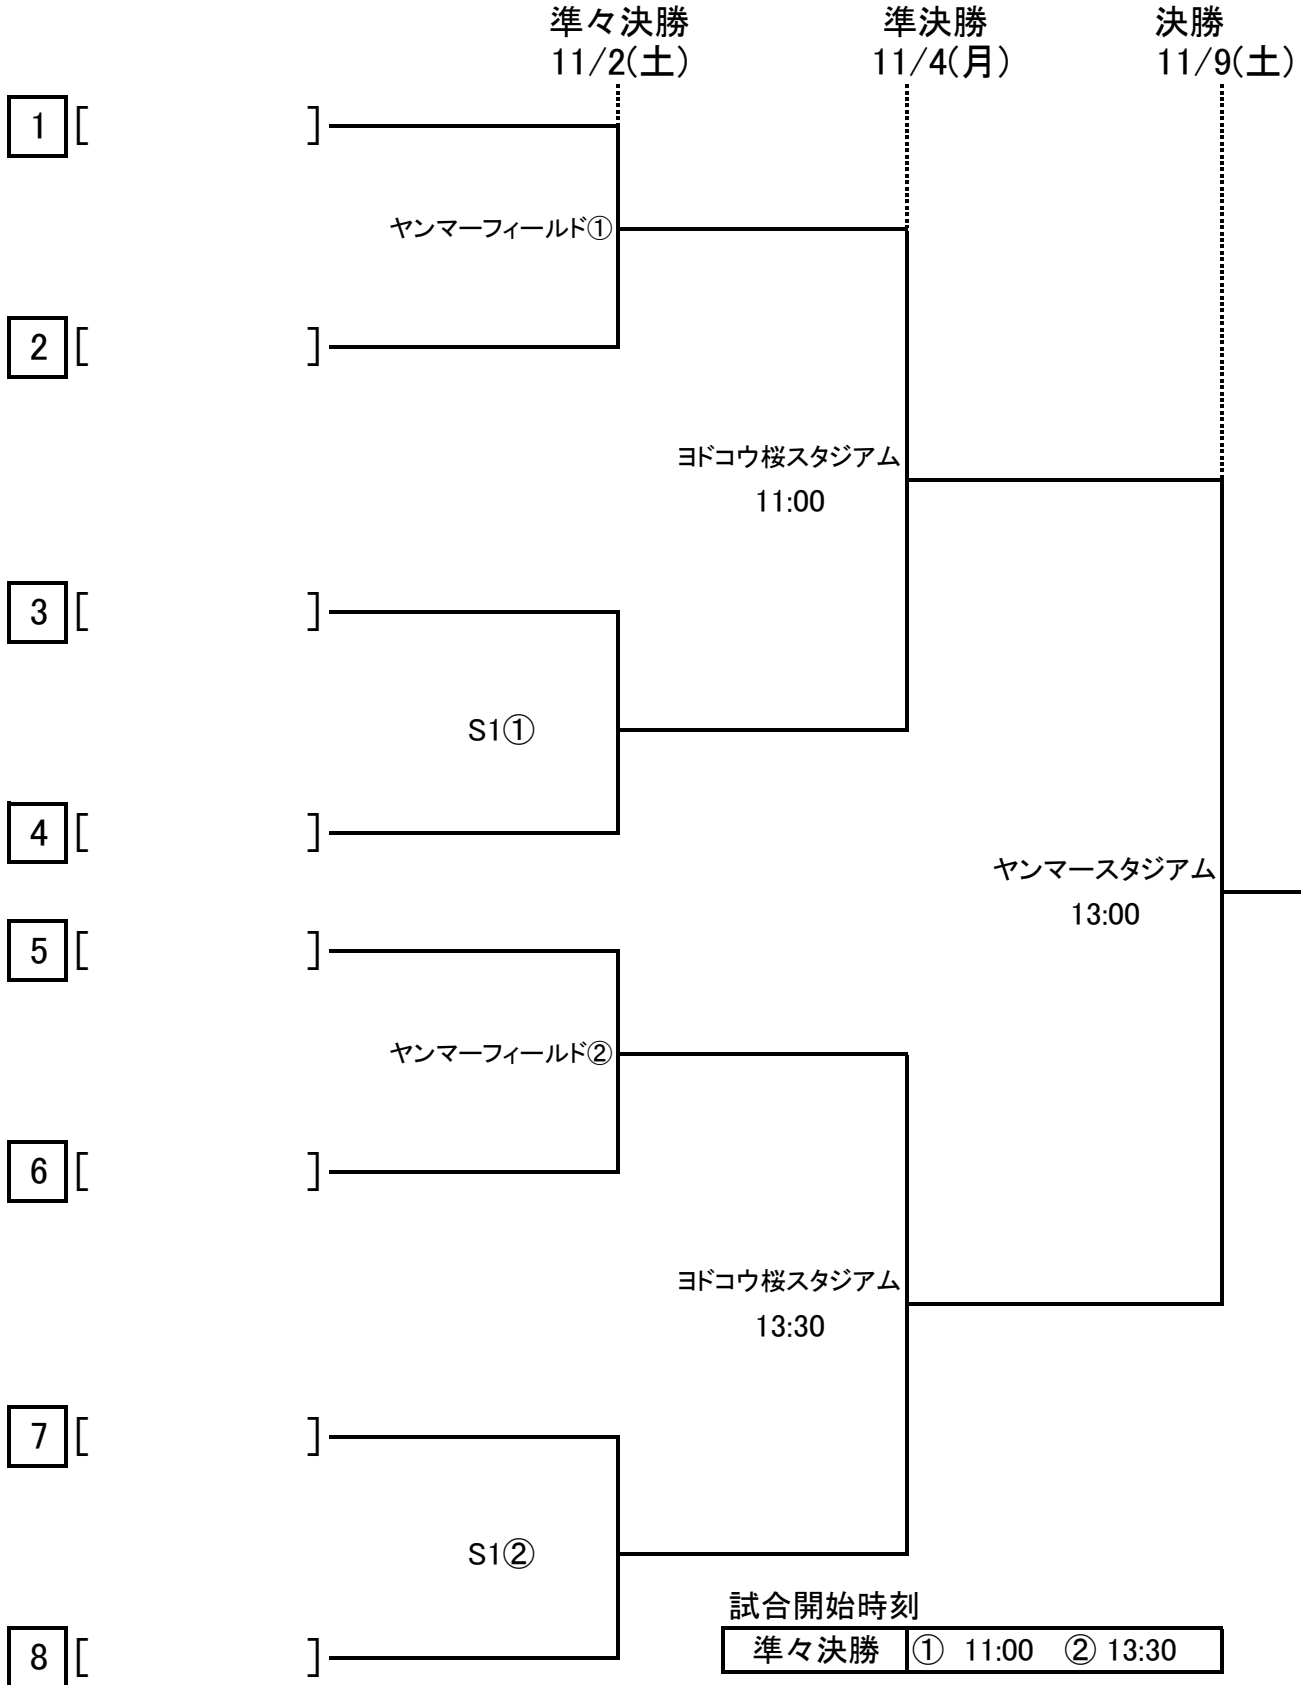 準々決勝 準決勝 決勝
11/2(土) 11/4(月) 11/9(土)
1 [ ]
ヤンマーフィールド①
2 [ ]
ヨドコウ桜スタジアム
11:00
3 [ ]
S1①
4 [ ]
ヤンマースタジアム
13:00
5 [ ]
ヤンマーフィールド②
6 [ ]
ヨドコウ桜スタジアム
13:30
7 [ ]
S1②
試合開始時刻
8 [ ] 準々決勝 ① 11:00 ② 13:30